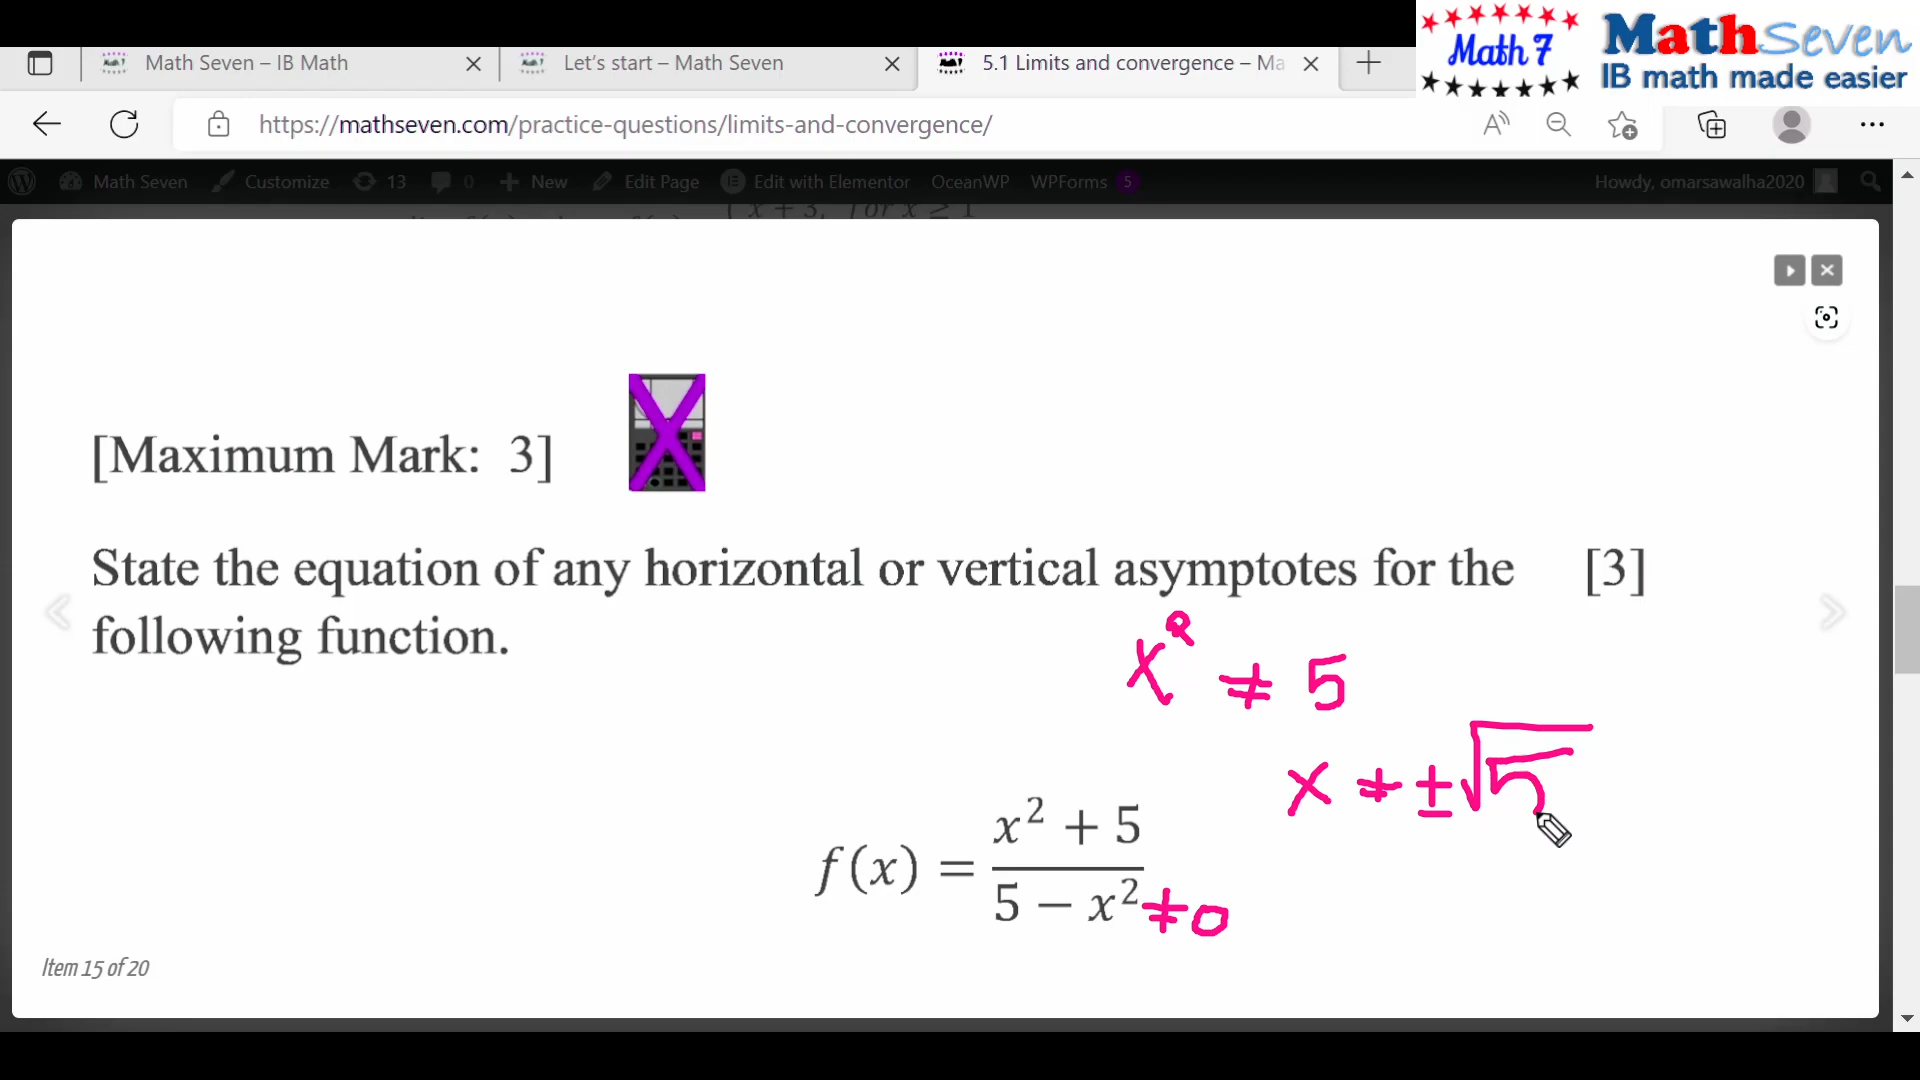 Math 7
MathSeven
IB math made easier
Math Seven – IB Math
Let's start – Math Seven
5.1 Limits and convergence – Ma
https://mathseven.com/practice-questions/limits-and-convergence/
Math Seven Customize 13 0 New Edit Page Edit with Elementor OceanWP WPForms 5 Howdy, omarsawalha2020
x + 3, for x ≥ 1
[Maximum Mark: 3]
State the equation of any horizontal or vertical asymptotes for the [3]
following function.
x² ≠ 5
x ≠ ±√5
f(x) = (x² + 5)/(5 − x²) ≠ 0
Item 15 of 20